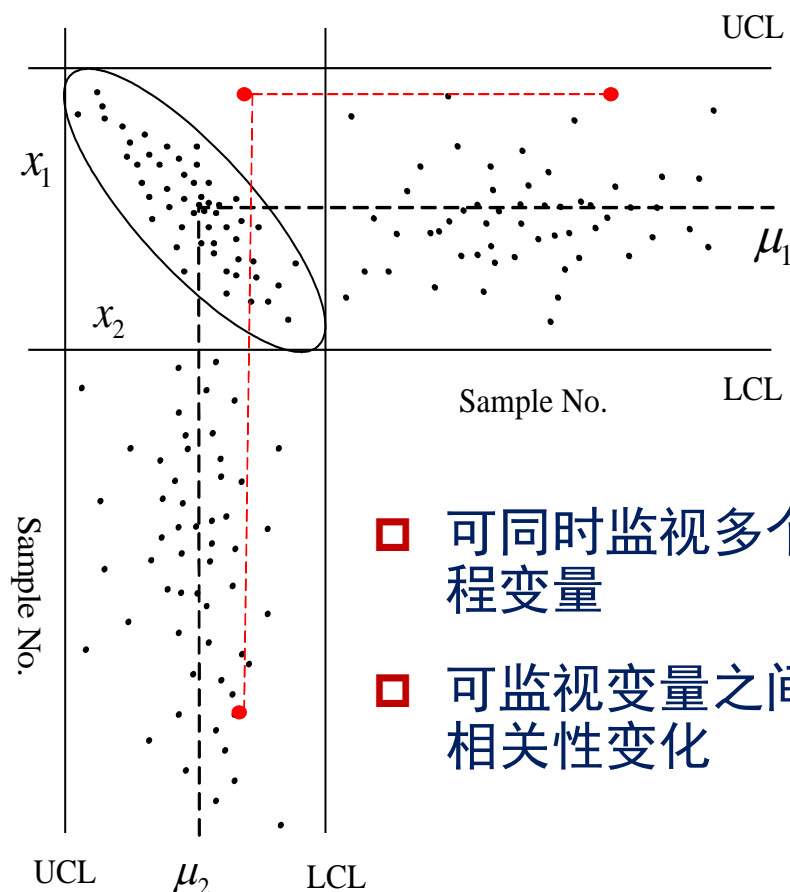 UCL
x₁
μ₁
x₂
LCL
Sample No.
Sample No.
可同时监视多个
程变量
可监视变量之间
相关性变化
UCL
μ₂
LCL